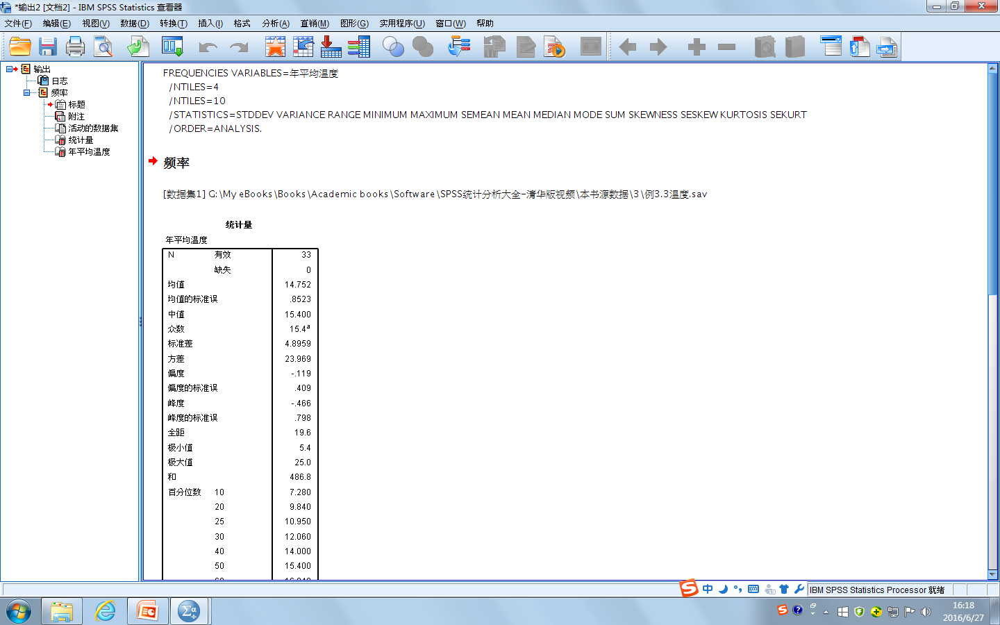 *输出2 [文档2] - IBM SPSS Statistics 查看器
文件(F) 编辑(E) 视图(V) 数据(D) 转换(T) 插入(I) 格式 分析(A) 直销(M) 图形(G) 实用程序(U) 窗口(W) 帮助
输出
日志
频率
标题
附注
活动的数据集
统计量
年平均温度
FREQUENCIES VARIABLES=年平均温度
/NTILES=4
/NTILES=10
/STATISTICS=STDDEV VARIANCE RANGE MINIMUM MAXIMUM SEMEAN MEAN MEDIAN MODE SUM SKEWNESS SESKEW KURTOSIS SEKURT
/ORDER=ANALYSIS.
频率
[数据集1] G:\My eBooks\Books\Academic books\Software\SPSS统计分析大全-清华版视频\本书源数据\3\例3.3温度.sav
统计量
年平均温度
N 有效 33
缺失 0
均值 14.752
均值的标准误 .8523
中值 15.400
众数 15.4a
标准差 4.8959
方差 23.969
偏度 -.119
偏度的标准误 .409
峰度 -.466
峰度的标准误 .798
全距 19.6
极小值 5.4
极大值 25.0
和 486.8
百分位数 10 7.280
20 9.840
25 10.950
30 12.060
40 14.000
50 15.400
中
IBM SPSS Statistics Processor 就绪
16:18
2016/6/27